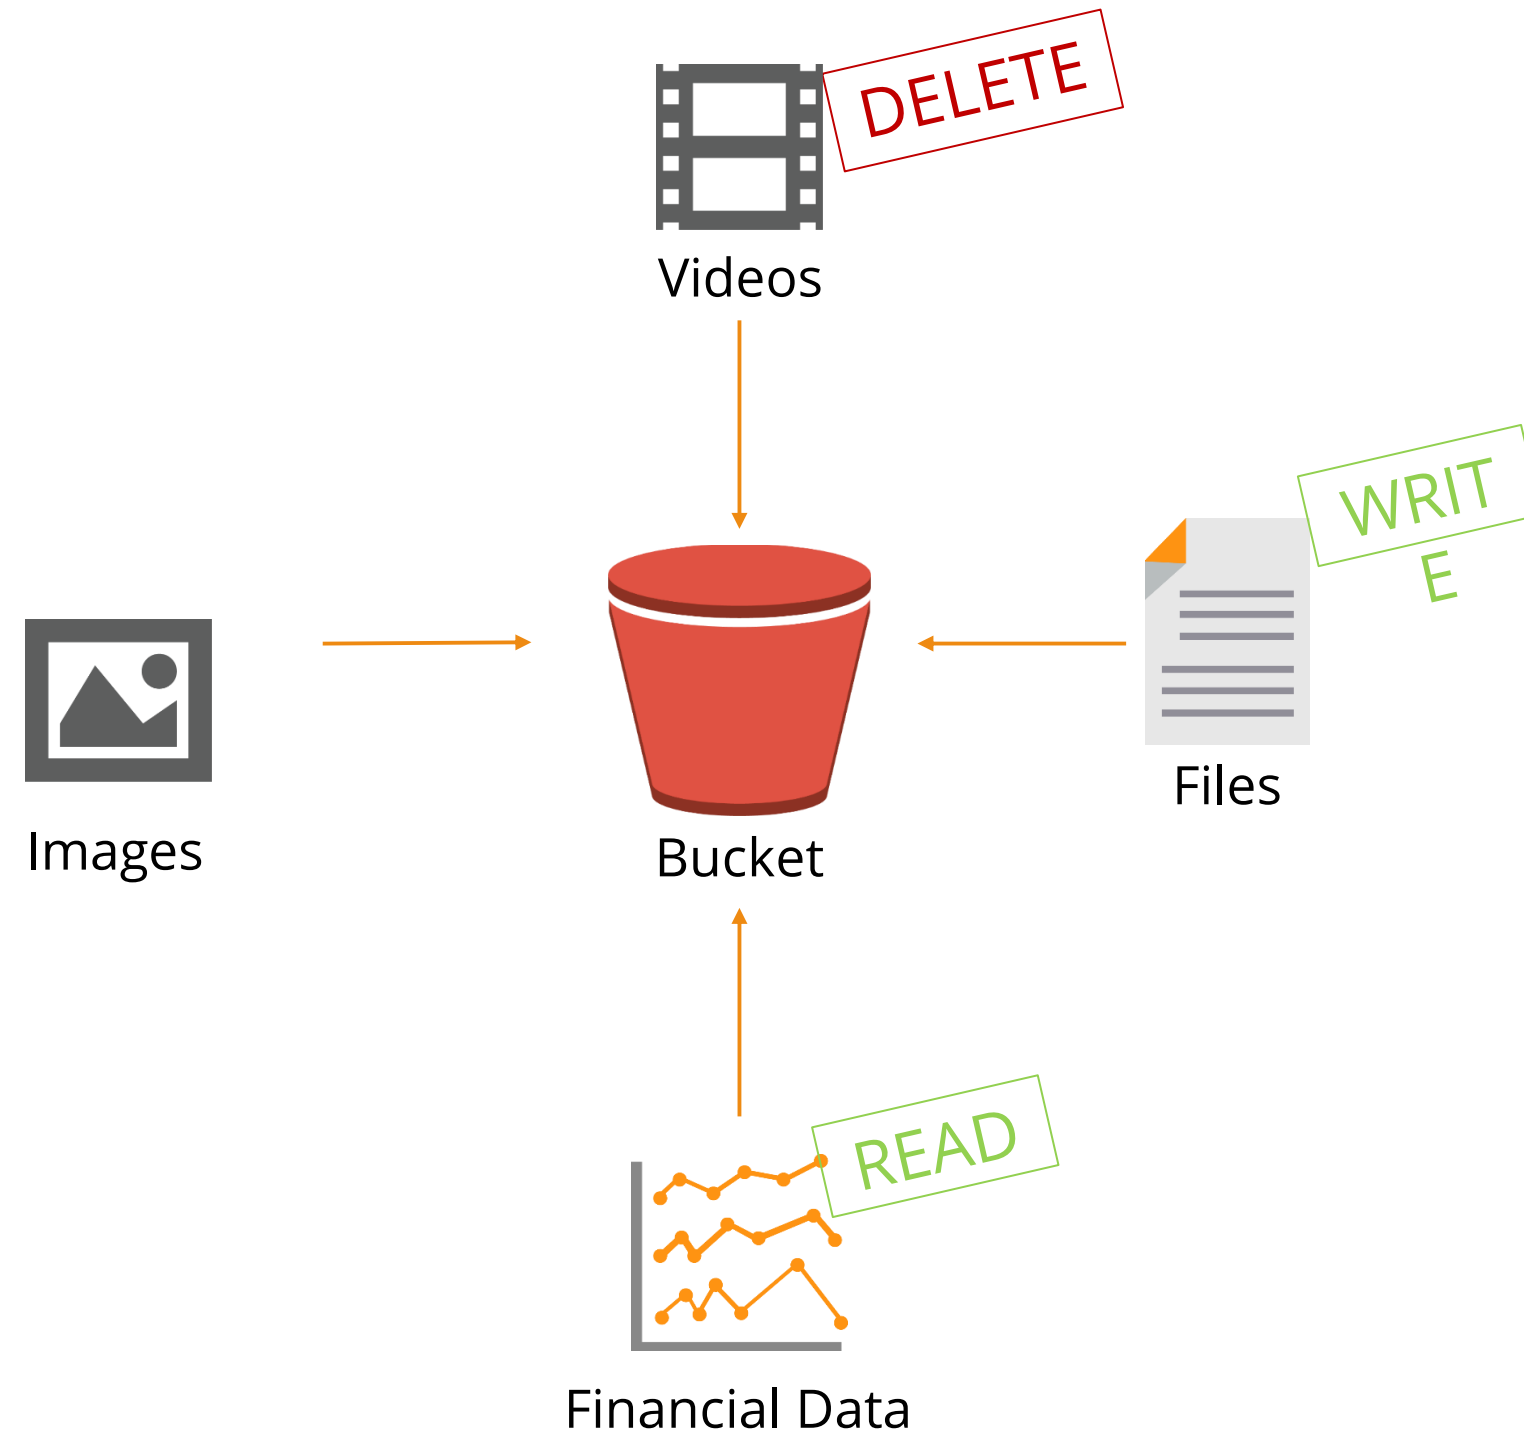 DELETE
Videos
WRIT
E
Files
Images
Bucket
READ
Financial Data